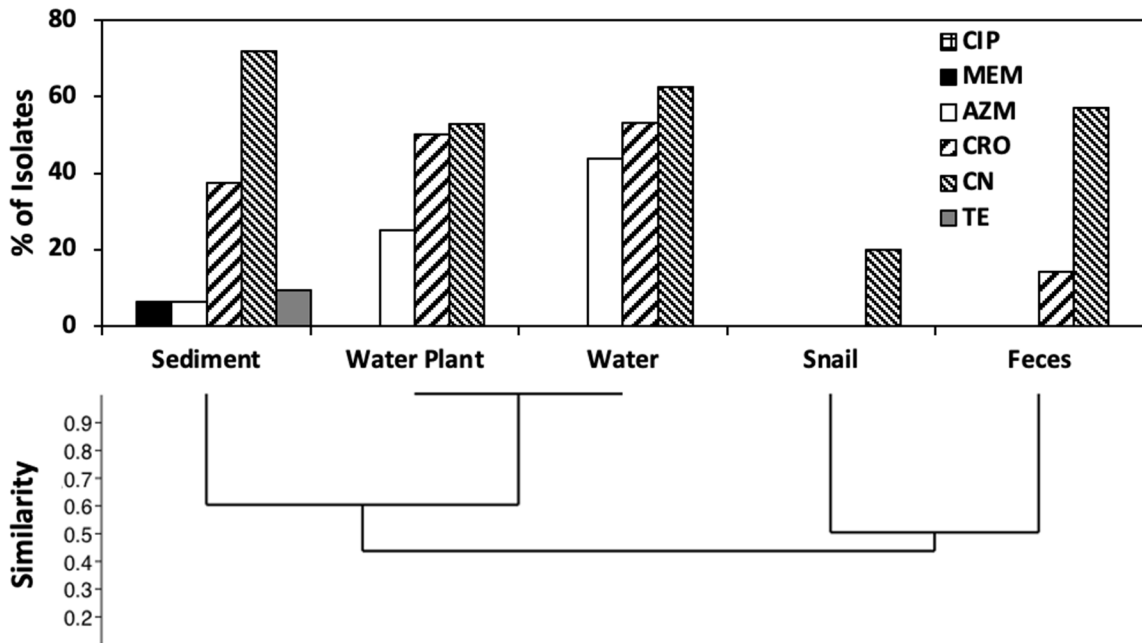 80
60
40
20
0
% of Isolates
CIP
MEM
AZM
CRO
CN
TE
Sediment Water Plant Water Snail Feces
0.9
0.8
0.7
0.6
0.5
0.4
0.3
0.2
Similarity